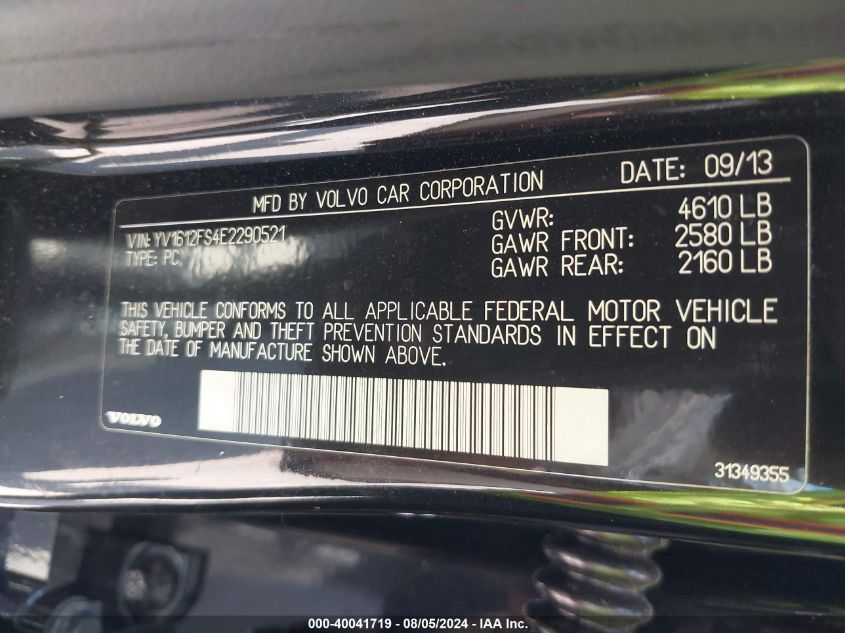 MFD BY VOLVO CAR CORPORATION DATE: 09/13
VIN: YV1612FS4E2290521 GVWR: 4610 LB
TYPE: PC, GAWR FRONT: 2580 LB
GAWR REAR: 2160 LB
THIS VEHICLE CONFORMS TO ALL APPLICABLE FEDERAL MOTOR VEHICLE
SAFETY, BUMPER AND THEFT PREVENTION STANDARDS IN EFFECT ON
THE DATE OF MANUFACTURE SHOWN ABOVE.
VOLVO
31349355
000-40041719 - 08/05/2024 - IAA Inc.